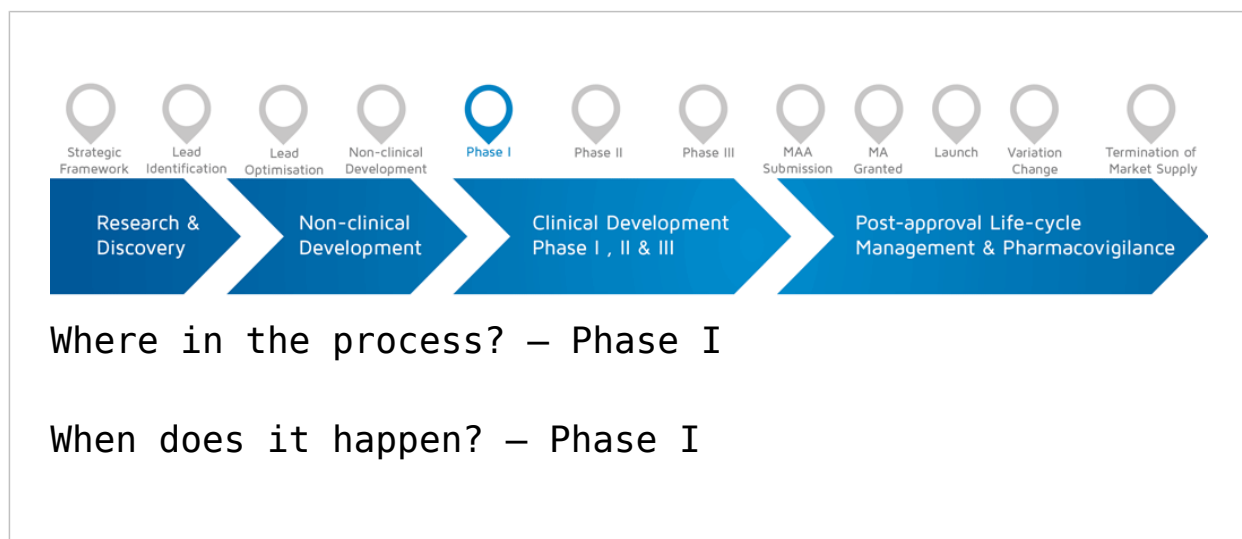 Strategic
Framework
Lead
Identification
Lead
Optimisation
Non-clinical
Development
Phase I
Phase II
Phase III
MAA
Submission
MA
Granted
Launch
Variation
Change
Termination of
Market Supply
Research &
Discovery
Non-clinical
Development
Clinical Development
Phase I , II & III
Post-approval Life-cycle
Management & Pharmacovigilance
Where in the process? – Phase I
When does it happen? – Phase I